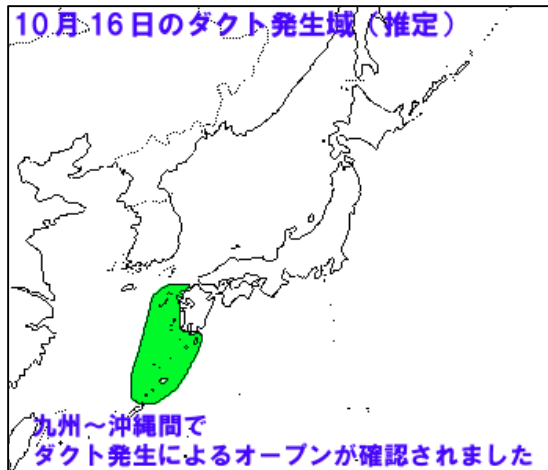 10月16日のダクト発生域（推定）
九州～沖縄間で
ダクト発生によるオープンが確認されました